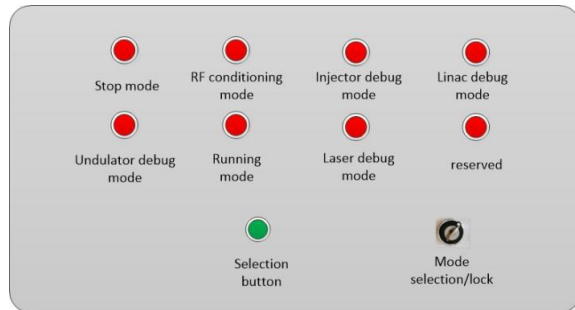 Stop mode
RF conditioning
mode
Injector debug
mode
Linac debug
mode
Undulator debug
mode
Running
mode
Laser debug
mode
reserved
Selection
button
Mode
selection/lock